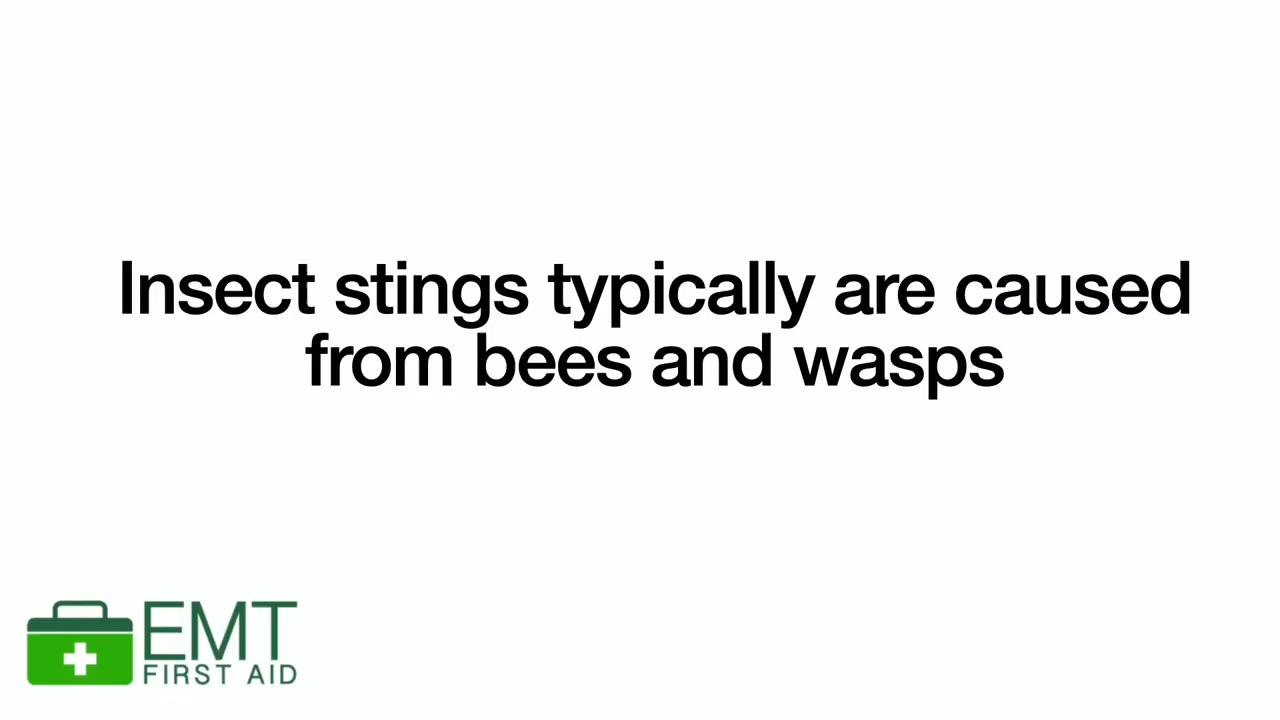 Insect stings typically are caused
from bees and wasps
EMT
FIRST AID